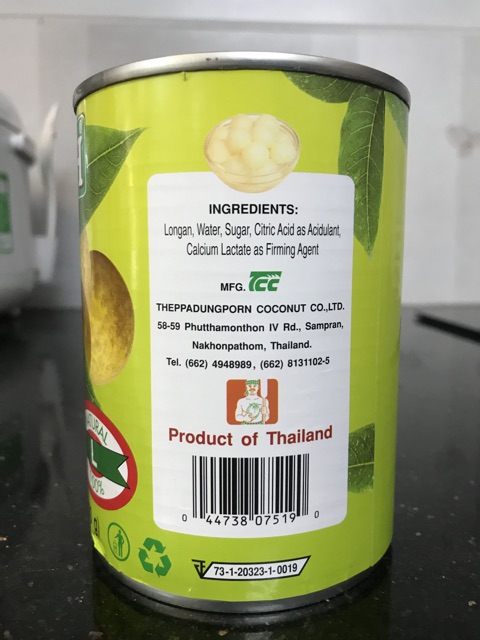 INGREDIENTS:
Longan, Water, Sugar, Citric Acid as Acidulant,
Calcium Lactate as Firming Agent
MFG. TCC
THEPPADUNGPORN COCONUT CO.,LTD.
58-59 Phutthamonthon IV Rd., Sampran,
Nakhonpathom, Thailand.
Tel. (662) 4948989, (662) 8131102-5
Product of Thailand
0 44738 07519 0
73-1-20323-1-0019
100%